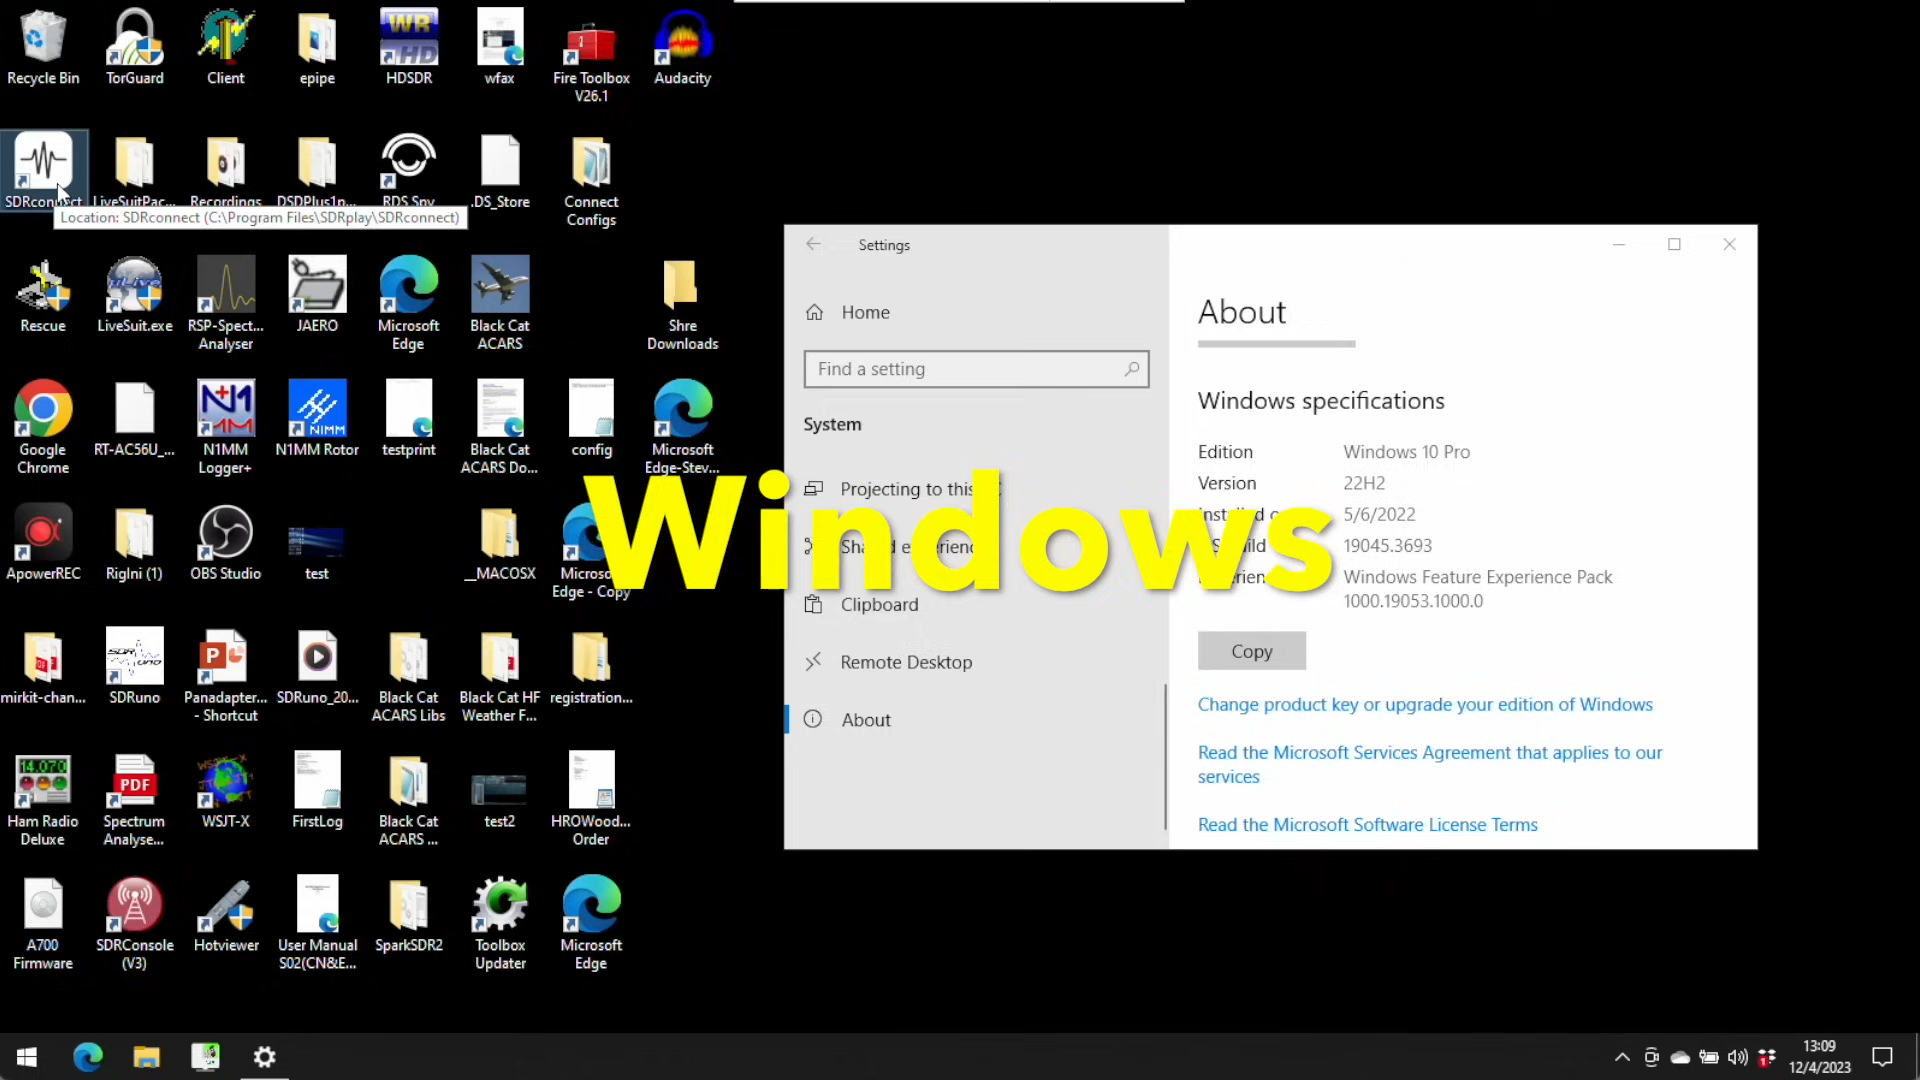 Recycle Bin
TorGuard
Client
epipe
HDSDR
wfax
Fire Toolbox
V26.1
Audacity
SDRconnect
LiveSuitPac...
Recordings
DSDPlus1p...
RDS Spy
.DS_Store
Connect
Configs
Location: SDRconnect (C:\Program Files\SDRplay\SDRconnect)
Rescue
LiveSuit.exe
RSP-Spect...
Analyser
JAERO
Microsoft
Edge
Black Cat
ACARS
Shre
Downloads
Google
Chrome
RT-AC56U_...
N1MM
Logger+
N1MM Rotor
testprint
Black Cat
ACARS Do...
config
Microsoft
Edge-Stev...
ApowerREC
RigIni (1)
OBS Studio
test
__MACOSX
Microsoft
Edge - Copy
mirkit-chan...
SDRuno
Panadapter...
- Shortcut
SDRuno_20...
Black Cat
ACARS Libs
Black Cat HF
Weather F...
registration...
Ham Radio
Deluxe
Spectrum
Analyse...
WSJT-X
FirstLog
Black Cat
ACARS ...
test2
HROWood...
Order
A700
Firmware
SDRConsole
(V3)
Hotviewer
User Manual
S02(CN&E...
SparkSDR2
Toolbox
Updater
Microsoft
Edge
Settings
Home
Find a setting
System
Projecting to this
Shared
Clipboard
Remote Desktop
About
About
Windows specifications
Edition Windows 10 Pro
Version 22H2
5/6/2022
19045.3693
Windows Feature Experience Pack
1000.19053.1000.0
Copy
Change product key or upgrade your edition of Windows
Read the Microsoft Services Agreement that applies to our
services
Read the Microsoft Software License Terms
Windows
13:09
12/4/2023